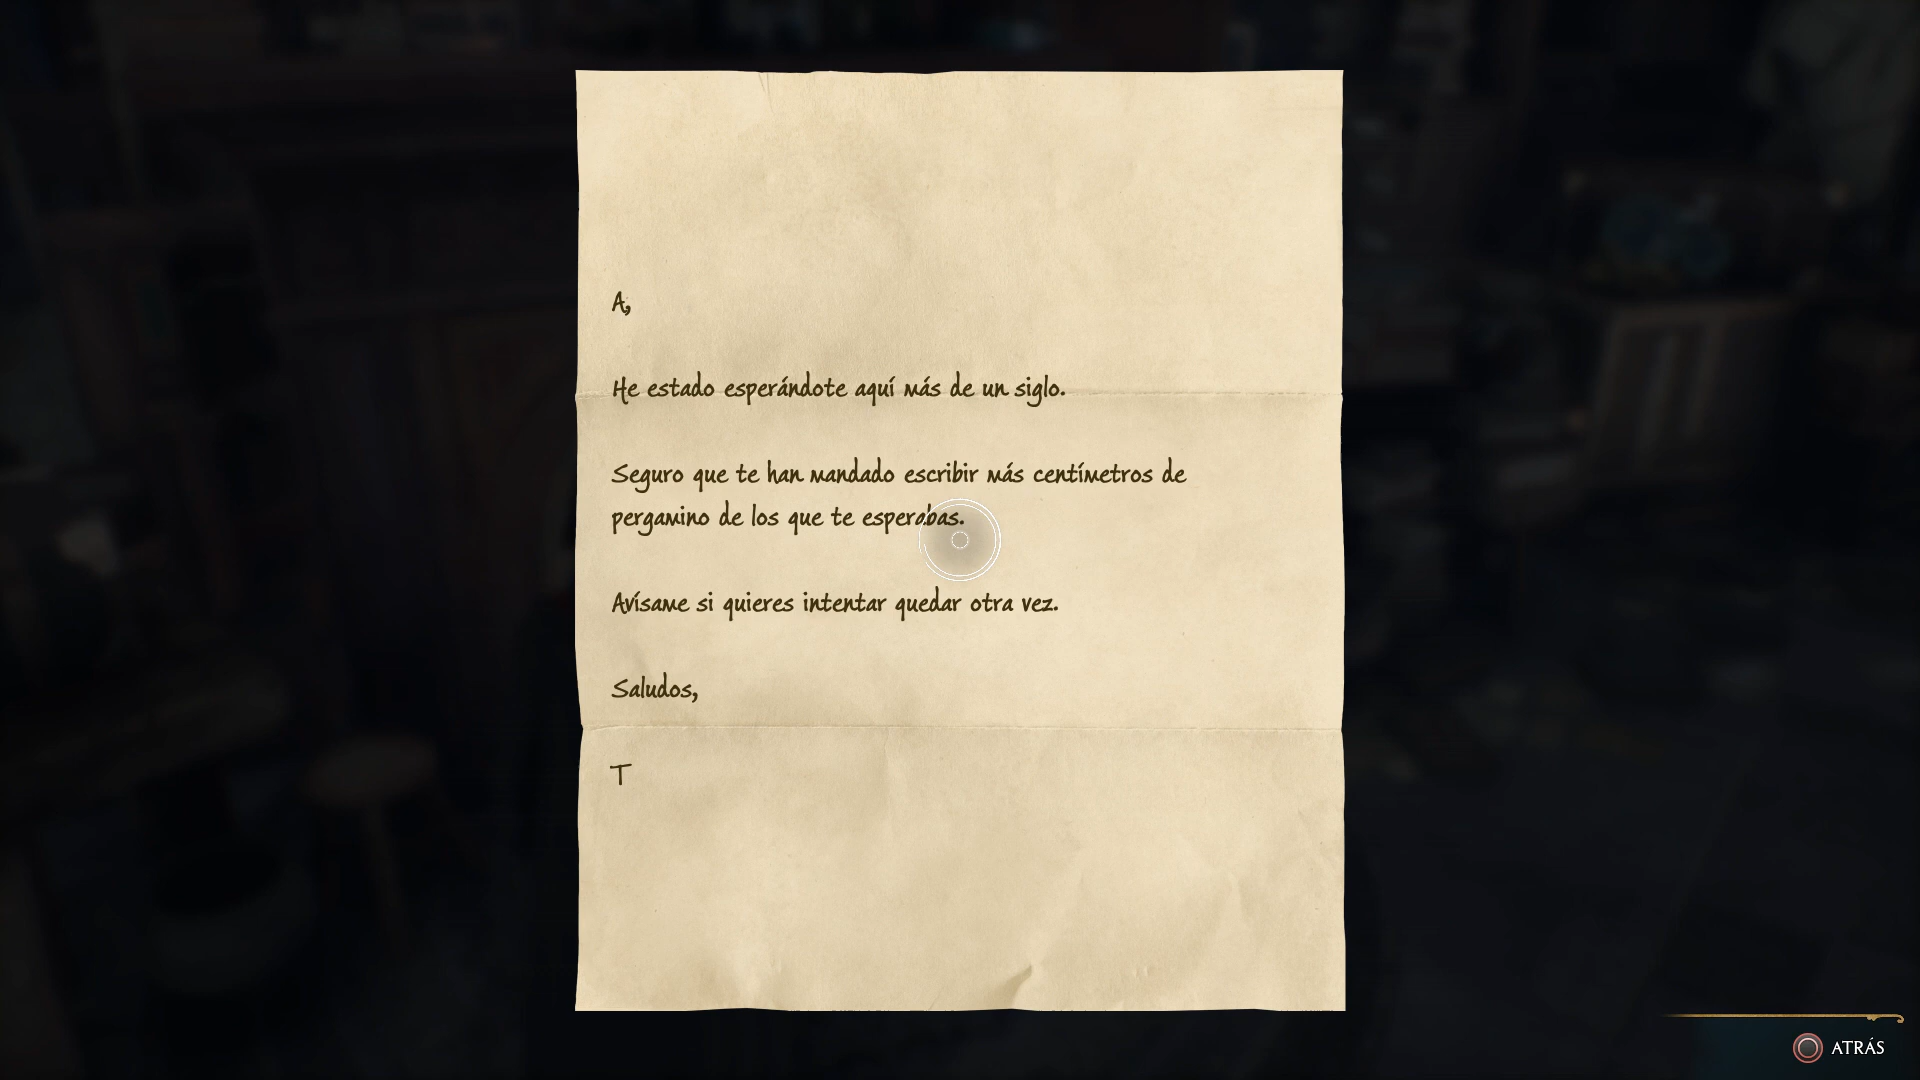 A,
He estado esperándote aquí más de un siglo.
Seguro que te han mandado escribir más centímetros de
pergamino de los que te esperabas.
Avísame si quieres intentar quedar otra vez.
Saludos,
T
ATRÁS